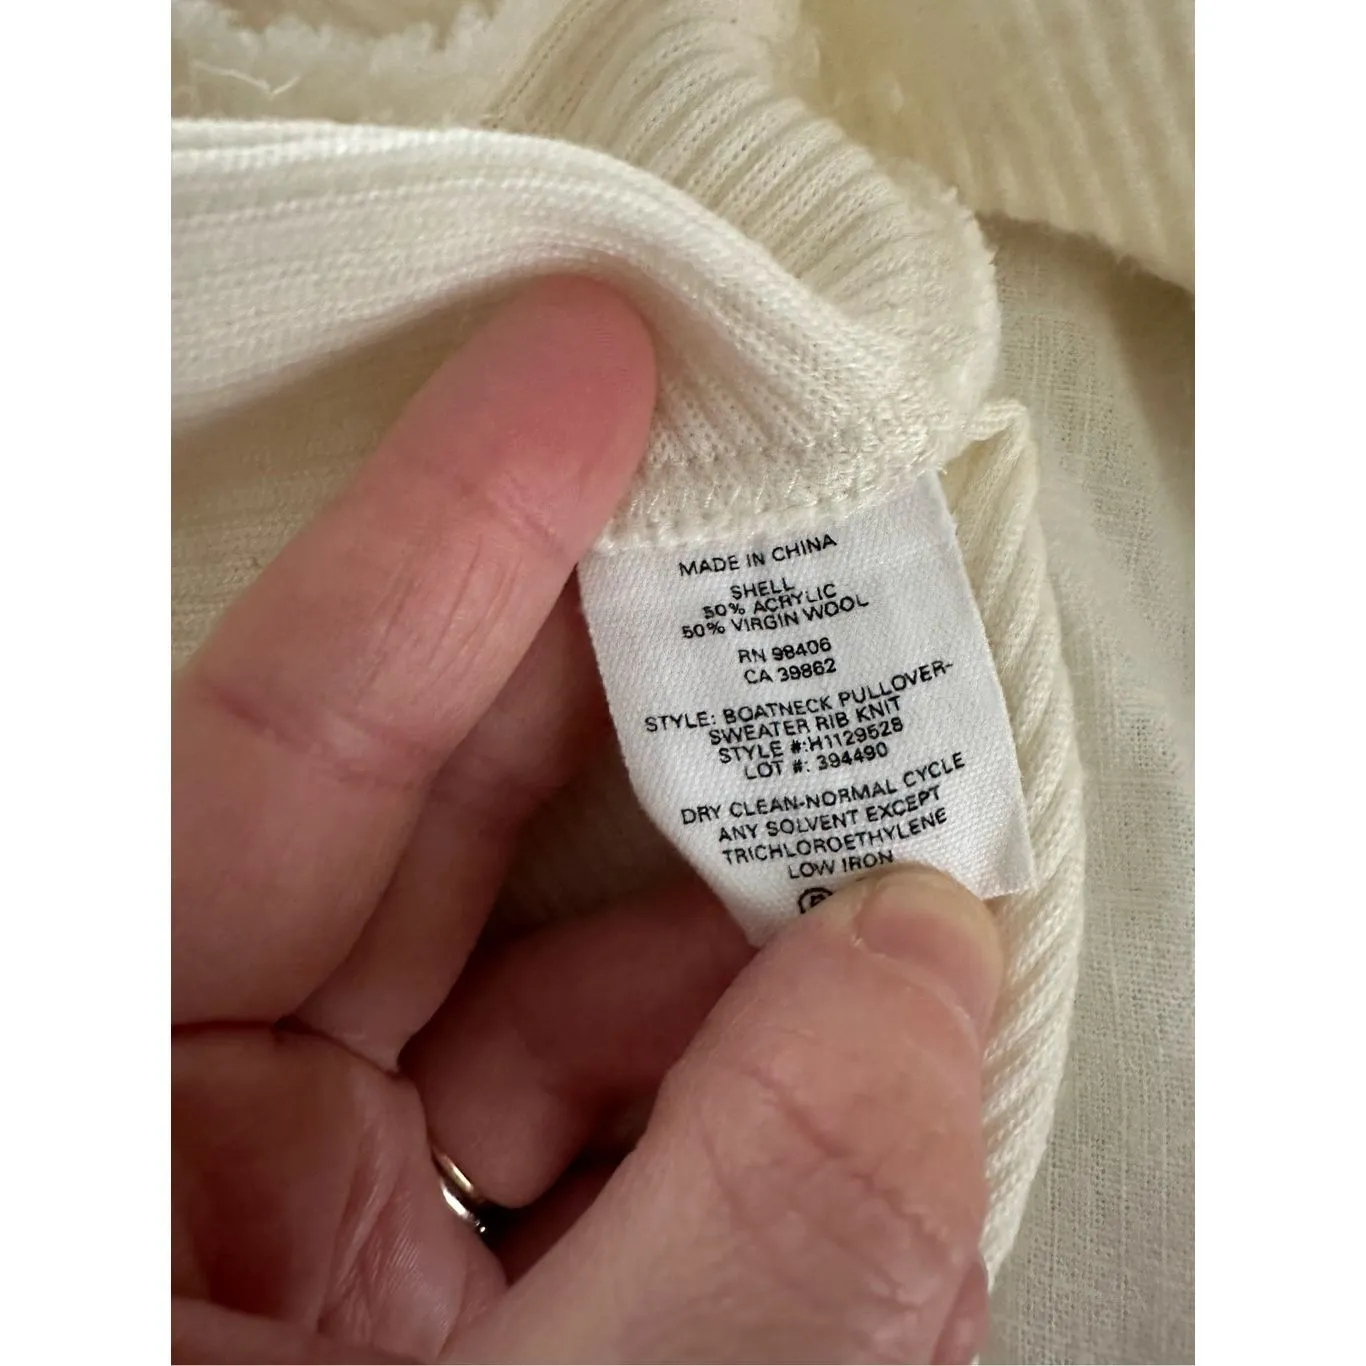 MADE IN CHINA
SHELL
50% ACRYLIC
50% VIRGIN WOOL
RN 98406
CA 39862
STYLE: BOATNECK PULLOVER-
SWEATER RIB KNIT
STYLE #:H1129528
LOT #: 394490
DRY CLEAN-NORMAL CYCLE
ANY SOLVENT EXCEPT
TRICHLOROETHYLENE
LOW IRON